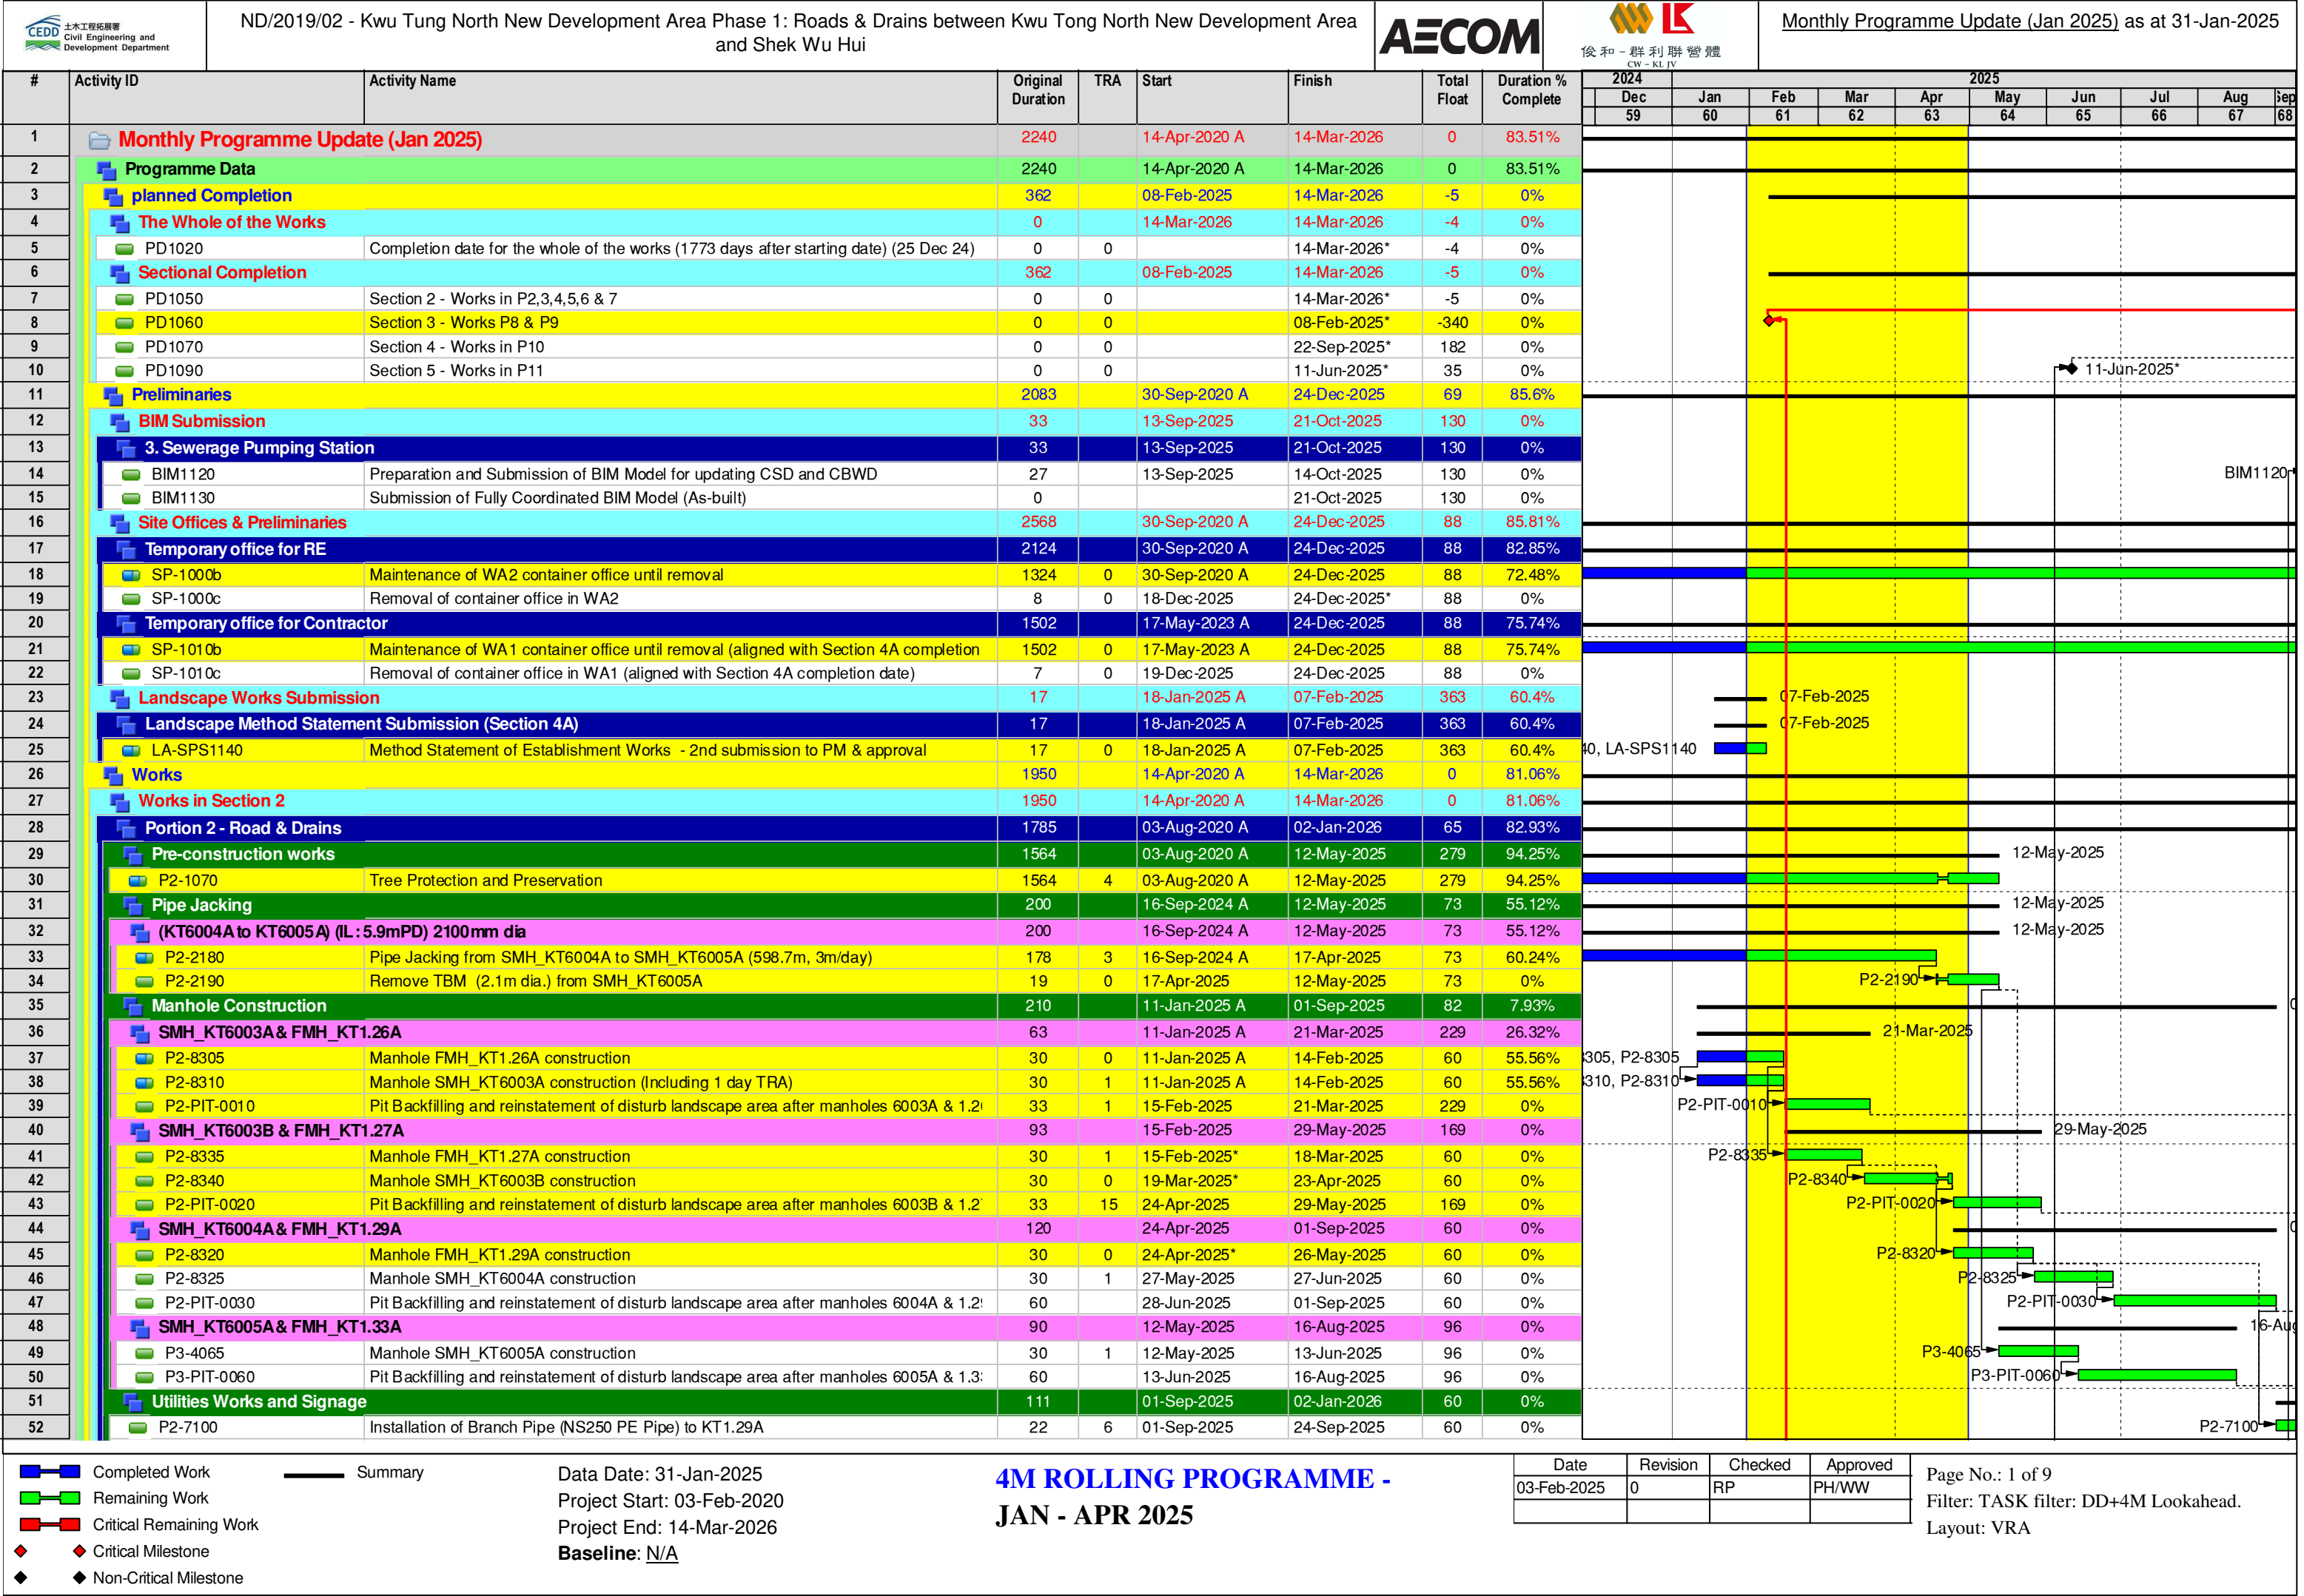 CEDD 土木工程拓展署
Civil Engineering and
Development Department
ND/2019/02 - Kwu Tung North New Development Area Phase 1: Roads & Drains between Kwu Tong North New Development Area
and Shek Wu Hui
AECOM
俊和-群利聯營體
CW - KL JV
Monthly Programme Update (Jan 2025) as at 31-Jan-2025
# Activity ID Activity Name Original Duration TRA Start Finish Total Float Duration % Complete
2024 2025
Dec Jan Feb Mar Apr May Jun Jul Aug
59 60 61 62 63 64 65 66 67 68
1 Monthly Programme Update (Jan 2025) 2240 14-Apr-2020 A 14-Mar-2026 0 83.51%
2 Programme Data 2240 14-Apr-2020 A 14-Mar-2026 0 83.51%
3 planned Completion 362 08-Feb-2025 14-Mar-2026 -5 0%
4 The Whole of the Works 0 14-Mar-2026 14-Mar-2026 -4 0%
5 PD1020 Completion date for the whole of the works (1773 days after starting date) (25 Dec 24) 0 0 14-Mar-2026* -4 0%
6 Sectional Completion 362 08-Feb-2025 14-Mar-2026 -5 0%
7 PD1050 Section 2 - Works in P2,3,4,5,6 & 7 0 0 14-Mar-2026* -5 0%
8 PD1060 Section 3 - Works P8 & P9 0 0 08-Feb-2025* -340 0%
9 PD1070 Section 4 - Works in P10 0 0 22-Sep-2025* 182 0%
10 PD1090 Section 5 - Works in P11 0 0 11-Jun-2025* 35 0% 11-Jun-2025*
11 Preliminaries 2083 30-Sep-2020 A 24-Dec-2025 69 85.6%
12 BIM Submission 33 13-Sep-2025 21-Oct-2025 130 0%
13 3. Sewerage Pumping Station 33 13-Sep-2025 21-Oct-2025 130 0%
14 BIM1120 Preparation and Submission of BIM Model for updating CSD and CBWD 27 13-Sep-2025 14-Oct-2025 130 0% BIM1120
15 BIM1130 Submission of Fully Coordinated BIM Model (As-built) 0 21-Oct-2025 130 0%
16 Site Offices & Preliminaries 2568 30-Sep-2020 A 24-Dec-2025 88 85.81%
17 Temporary office for RE 2124 30-Sep-2020 A 24-Dec-2025 88 82.85%
18 SP-1000b Maintenance of WA2 container office until removal 1324 0 30-Sep-2020 A 24-Dec-2025 88 72.48%
19 SP-1000c Removal of container office in WA2 8 0 18-Dec-2025 24-Dec-2025* 88 0%
20 Temporary office for Contractor 1502 17-May-2023 A 24-Dec-2025 88 75.74%
21 SP-1010b Maintenance of WA1 container office until removal (aligned with Section 4A completion 1502 0 17-May-2023 A 24-Dec-2025 88 75.74%
22 SP-1010c Removal of container office in WA1 (aligned with Section 4A completion date) 7 0 19-Dec-2025 24-Dec-2025 88 0%
23 Landscape Works Submission 17 18-Jan-2025 A 07-Feb-2025 363 60.4% 07-Feb-2025
24 Landscape Method Statement Submission (Section 4A) 17 18-Jan-2025 A 07-Feb-2025 363 60.4% 07-Feb-2025
25 LA-SPS1140 Method Statement of Establishment Works - 2nd submission to PM & approval 17 0 18-Jan-2025 A 07-Feb-2025 363 60.4% 40, LA-SPS1140
26 Works 1950 14-Apr-2020 A 14-Mar-2026 0 81.06%
27 Works in Section 2 1950 14-Apr-2020 A 14-Mar-2026 0 81.06%
28 Portion 2 - Road & Drains 1785 03-Aug-2020 A 02-Jan-2026 65 82.93%
29 Pre-construction works 1564 03-Aug-2020 A 12-May-2025 279 94.25% 12-May-2025
30 P2-1070 Tree Protection and Preservation 1564 4 03-Aug-2020 A 12-May-2025 279 94.25%
31 Pipe Jacking 200 16-Sep-2024 A 12-May-2025 73 55.12% 12-May-2025
32 (KT6004A to KT6005A) (IL : 5.9mPD) 2100mm dia 200 16-Sep-2024 A 12-May-2025 73 55.12% 12-May-2025
33 P2-2180 Pipe Jacking from SMH_KT6004A to SMH_KT6005A (598.7m, 3m/day) 178 3 16-Sep-2024 A 17-Apr-2025 73 60.24%
34 P2-2190 Remove TBM (2.1m dia.) from SMH_KT6005A 19 0 17-Apr-2025 12-May-2025 73 0% P2-2190
35 Manhole Construction 210 11-Jan-2025 A 01-Sep-2025 82 7.93% 0
36 SMH_KT6003A & FMH_KT1.26A 63 11-Jan-2025 A 21-Mar-2025 229 26.32% 21-Mar-2025
37 P2-8305 Manhole FMH_KT1.26A construction 30 0 11-Jan-2025 A 14-Feb-2025 60 55.56% 305, P2-8305
38 P2-8310 Manhole SMH_KT6003A construction (Including 1 day TRA) 30 1 11-Jan-2025 A 14-Feb-2025 60 55.56% 310, P2-8310
39 P2-PIT-0010 Pit Backfilling and reinstatement of disturb landscape area after manholes 6003A & 1.2 33 1 15-Feb-2025 21-Mar-2025 229 0% P2-PIT-0010
40 SMH_KT6003B & FMH_KT1.27A 93 15-Feb-2025 29-May-2025 169 0% 29-May-2025
41 P2-8335 Manhole FMH_KT1.27A construction 30 1 15-Feb-2025* 18-Mar-2025 60 0% P2-8335
42 P2-8340 Manhole SMH_KT6003B construction 30 0 19-Mar-2025* 23-Apr-2025 60 0% P2-8340
43 P2-PIT-0020 Pit Backfilling and reinstatement of disturb landscape area after manholes 6003B & 1.2 33 15 24-Apr-2025 29-May-2025 169 0% P2-PIT-0020
44 SMH_KT6004A & FMH_KT1.29A 120 24-Apr-2025 01-Sep-2025 60 0% 0
45 P2-8320 Manhole FMH_KT1.29A construction 30 0 24-Apr-2025* 26-May-2025 60 0% P2-8320
46 P2-8325 Manhole SMH_KT6004A construction 30 1 27-May-2025 27-Jun-2025 60 0% P2-8325
47 P2-PIT-0030 Pit Backfilling and reinstatement of disturb landscape area after manholes 6004A & 1.2 60 28-Jun-2025 01-Sep-2025 60 0% P2-PIT-0030
48 SMH_KT6005A & FMH_KT1.33A 90 12-May-2025 16-Aug-2025 96 0% 16-Aug
49 P3-4065 Manhole SMH_KT6005A construction 30 1 12-May-2025 13-Jun-2025 96 0% P3-4065
50 P3-PIT-0060 Pit Backfilling and reinstatement of disturb landscape area after manholes 6005A & 1.3 60 13-Jun-2025 16-Aug-2025 96 0% P3-PIT-0060
51 Utilities Works and Signage 111 01-Sep-2025 02-Jan-2026 60 0%
52 P2-7100 Installation of Branch Pipe (NS250 PE Pipe) to KT1.29A 22 6 01-Sep-2025 24-Sep-2025 60 0% P2-7100
Completed Work Summary
Remaining Work
Critical Remaining Work
Critical Milestone
Non-Critical Milestone
Data Date: 31-Jan-2025
Project Start: 03-Feb-2020
Project End: 14-Mar-2026
Baseline: N/A
4M ROLLING PROGRAMME -
JAN - APR 2025
Date Revision Checked Approved
03-Feb-2025 0 RP PH/WW
Page No.: 1 of 9
Filter: TASK filter: DD+4M Lookahead.
Layout: VRA